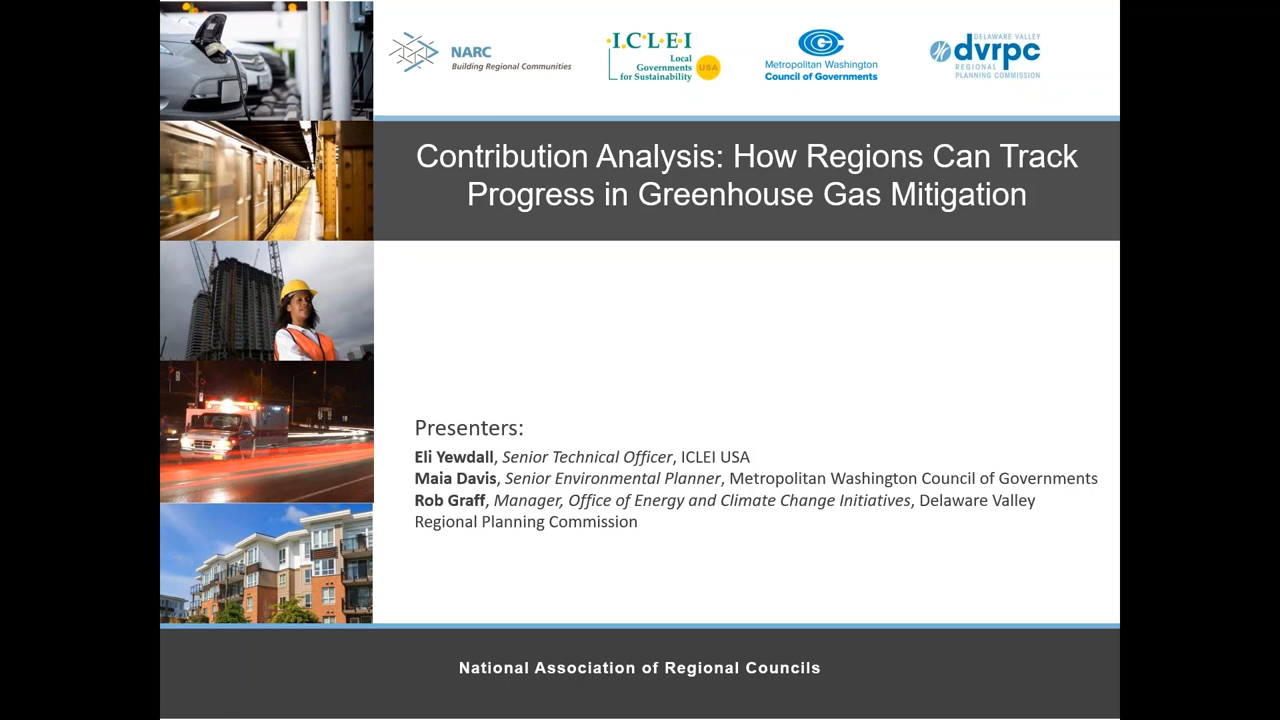 NARC
Building Regional Communities
I.C.L.E.I
Local
Governments
for Sustainability
USA
Metropolitan Washington
Council of Governments
DELAWARE VALLEY
dvrpc
REGIONAL
PLANNING COMMISSION
Contribution Analysis: How Regions Can Track
Progress in Greenhouse Gas Mitigation
Presenters:
Eli Yewdall, Senior Technical Officer, ICLEI USA
Maia Davis, Senior Environmental Planner, Metropolitan Washington Council of Governments
Rob Graff, Manager, Office of Energy and Climate Change Initiatives, Delaware Valley
Regional Planning Commission
National Association of Regional Councils